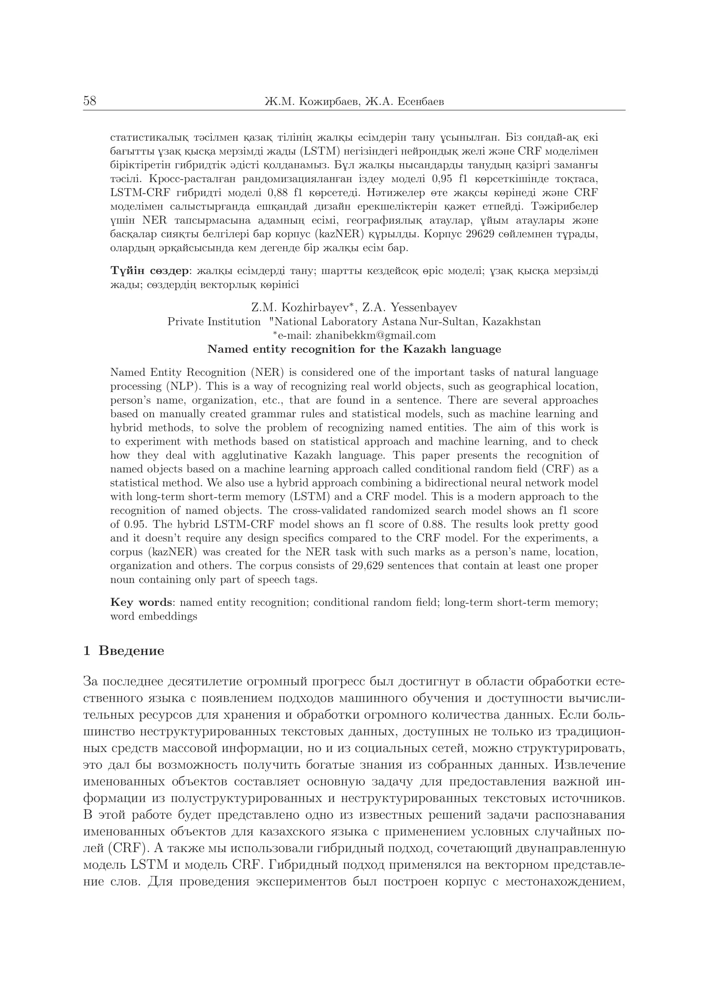 58
Ж.М. Кожирбаев, Ж.А. Есенбаев
статистикалық тәсілмен қазақ тілінің жалқы есімдерін тану ұсынылған. Біз сондай-ақ екі
бағытты ұзақ қысқа мерзімді жады (LSTM) негізіндегі нейрондық желі және CRF моделімен
біріктіретін гибридтік әдісті қолданамыз. Бұл жалқы нысандарды танудың қазіргі заманғы
тәсілі. Кросс-расталған рандомизацияланған іздеу моделі 0,95 f1 көрсеткішінде тоқтаса,
LSTM-CRF гибридті моделі 0,88 f1 көрсетеді. Нәтижелер өте жақсы көрінеді және CRF
моделімен салыстырғанда ешқандай дизайн ерекшеліктерін қажет етпейді. Тәжірибелер
үшін NER тапсырмасына адамның есімі, географиялық атаулар, ұйым атаулары және
басқалар сияқты белгілері бар корпус (kazNER) құрылды. Корпус 29629 сөйлемнен тұрады,
олардың әрқайсысында кем дегенде бір жалқы есім бар.
Түйін сөздер: жалқы есімдерді тану; шартты кездейсоқ өріс моделі; ұзақ қысқа мерзімді
жады; сөздердің векторлық көрінісі
Z.M. Kozhirbayev*, Z.A. Yessenbayev
Private Institution "National Laboratory Astana Nur-Sultan, Kazakhstan
*e-mail: zhanibekkm@gmail.com
Named entity recognition for the Kazakh language
Named Entity Recognition (NER) is considered one of the important tasks of natural language
processing (NLP). This is a way of recognizing real world objects, such as geographical location,
person's name, organization, etc., that are found in a sentence. There are several approaches
based on manually created grammar rules and statistical models, such as machine learning and
hybrid methods, to solve the problem of recognizing named entities. The aim of this work is
to experiment with methods based on statistical approach and machine learning, and to check
how they deal with agglutinative Kazakh language. This paper presents the recognition of
named objects based on a machine learning approach called conditional random field (CRF) as a
statistical method. We also use a hybrid approach combining a bidirectional neural network model
with long-term short-term memory (LSTM) and a CRF model. This is a modern approach to the
recognition of named objects. The cross-validated randomized search model shows an f1 score
of 0.95. The hybrid LSTM-CRF model shows an f1 score of 0.88. The results look pretty good
and it doesn't require any design specifics compared to the CRF model. For the experiments, a
corpus (kazNER) was created for the NER task with such marks as a person's name, location,
organization and others. The corpus consists of 29,629 sentences that contain at least one proper
noun containing only part of speech tags.
Key words: named entity recognition; conditional random field; long-term short-term memory;
word embeddings
1 Введение
За последнее десятилетие огромный прогресс был достигнут в области обработки есте-
ственного языка с появлением подходов машинного обучения и доступности вычисли-
тельных ресурсов для хранения и обработки огромного количества данных. Если боль-
шинство неструктурированных текстовых данных, доступных не только из традицион-
ных средств массовой информации, но и из социальных сетей, можно структурировать,
это дал бы возможность получить богатые знания из собранных данных. Извлечение
именованных объектов составляет основную задачу для предоставления важной ин-
формации из полуструктурированных и неструктурированных текстовых источников.
В этой работе будет представлено одно из известных решений задачи распознавания
именованных объектов для казахского языка с применением условных случайных по-
лей (CRF). А также мы использовали гибридный подход, сочетающий двунаправленную
модель LSTM и модель CRF. Гибридный подход применялся на векторном представле-
ние слов. Для проведения экспериментов был построен корпус с местонахождением,